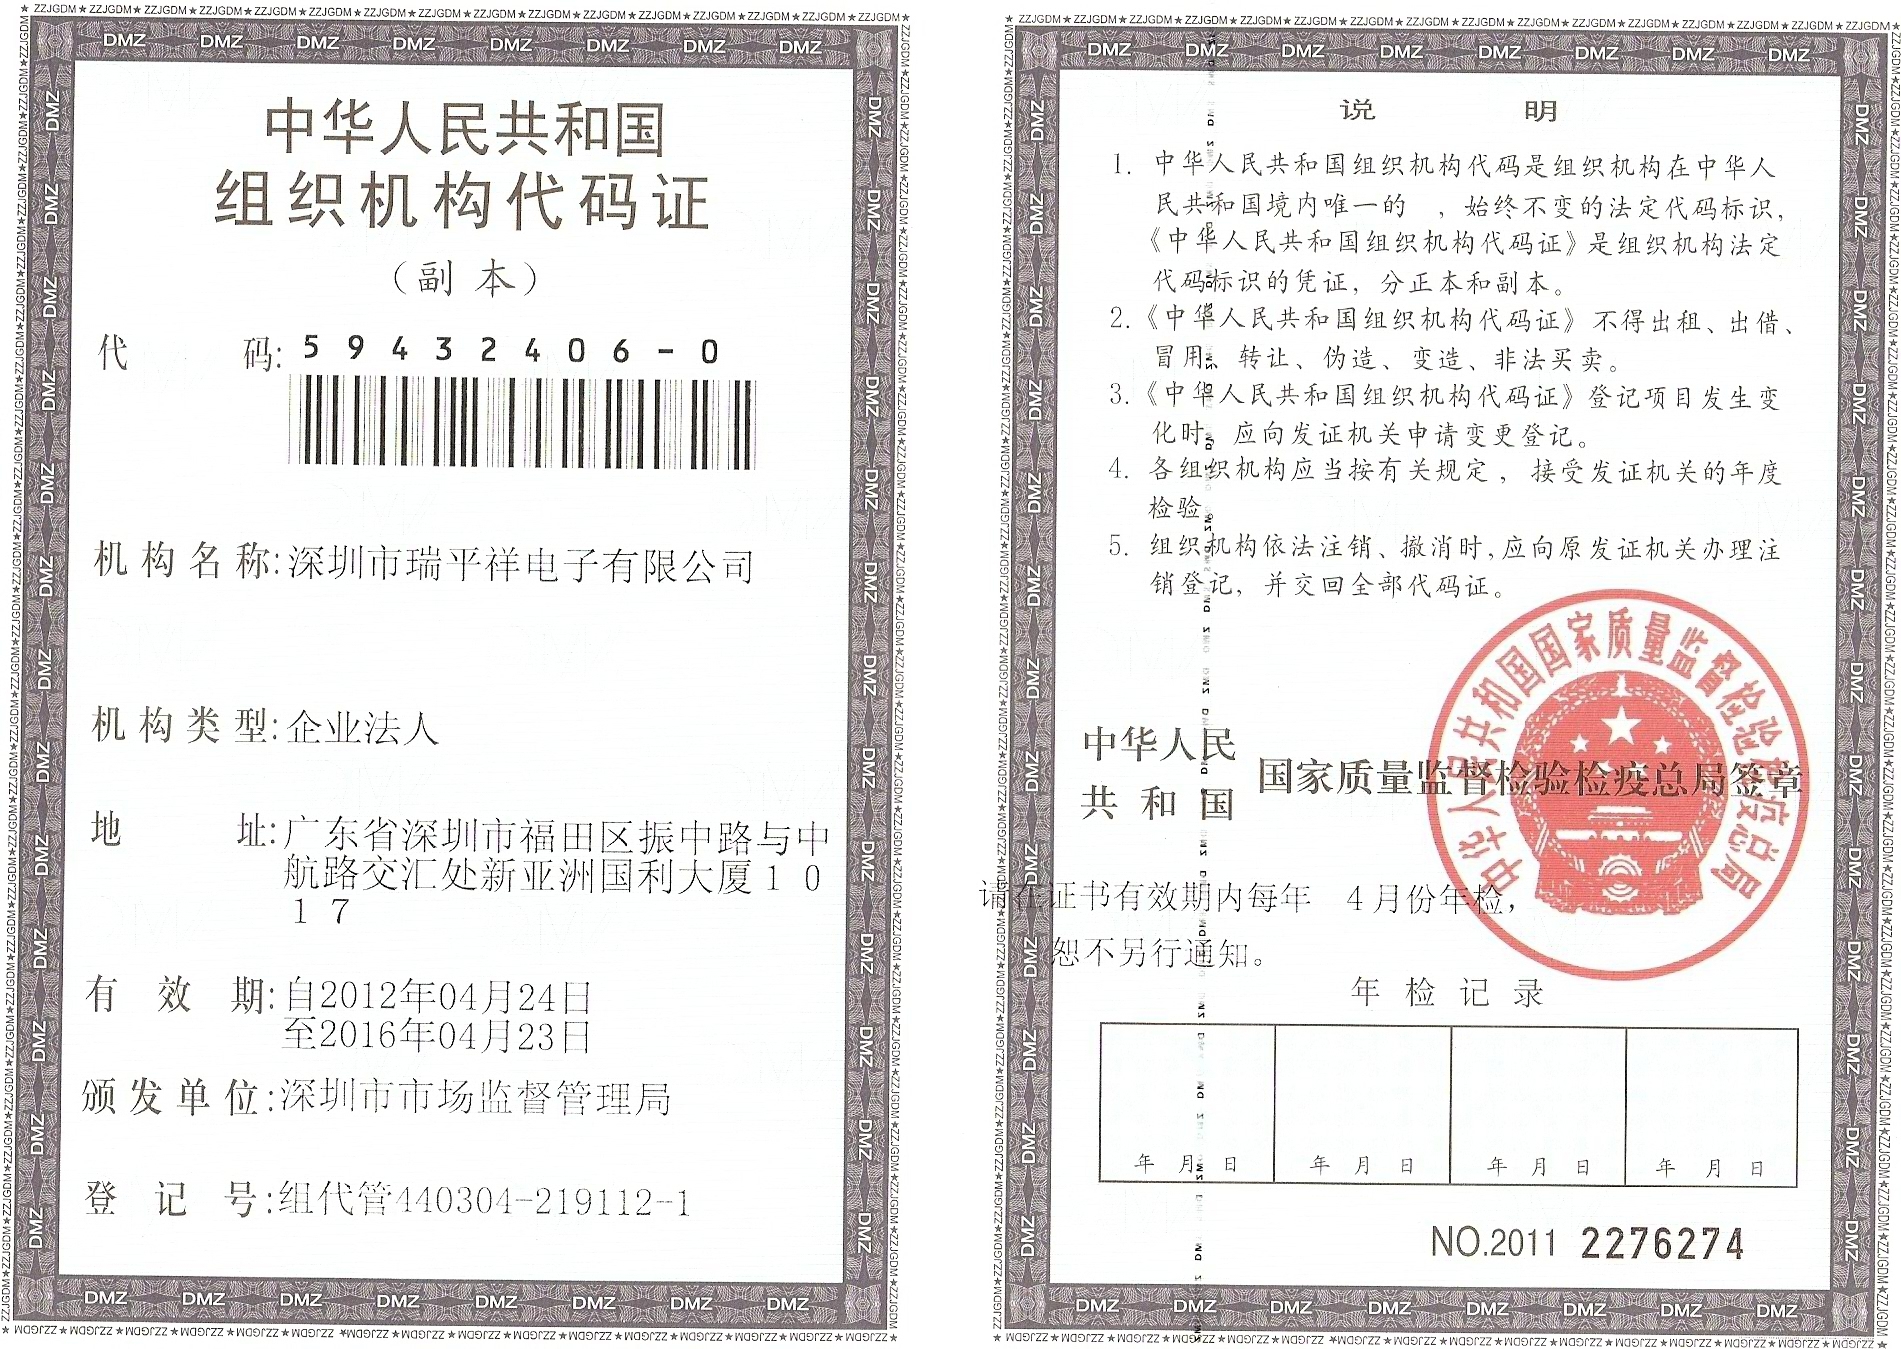 中华人民共和国
组织机构代码证
（副本）
代 码: 59432406-0
机构名称: 深圳市瑞平祥电子有限公司
机构类型: 企业法人
地 址: 广东省深圳市福田区振中路与中
航路交汇处新亚洲国利大厦10
17
有 效 期: 自2012年04月24日
至2016年04月23日
颁发单位: 深圳市市场监督管理局
登 记 号: 组代管440304-219112-1
说 明
1. 中华人民共和国组织机构代码是组织机构在中华人
民共和国境内唯一的 ，始终不变的法定代码标识，
《中华人民共和国组织机构代码证》是组织机构法定
代码标识的凭证，分正本和副本。
2.《中华人民共和国组织机构代码证》不得出租、出借、
冒用、转让、伪造、变造、非法买卖。
3.《中华人民共和国组织机构代码证》登记项目发生变
化时，应向发证机关申请变更登记。
4. 各组织机构应当按有关规定，接受发证机关的年度
检验。
5. 组织机构依法注销、撤消时,应向原发证机关办理注
销登记，并交回全部代码证。
中华人民
共和国 国家质量监督检验检疫总局签章
中华人民共和国国家质量监督检验检疫总局
请在证书有效期内每年 4月份年检，
恕不另行通知。
年检记录
年 月 日 年 月 日 年 月 日 年 月 日
NO.2011 2276274